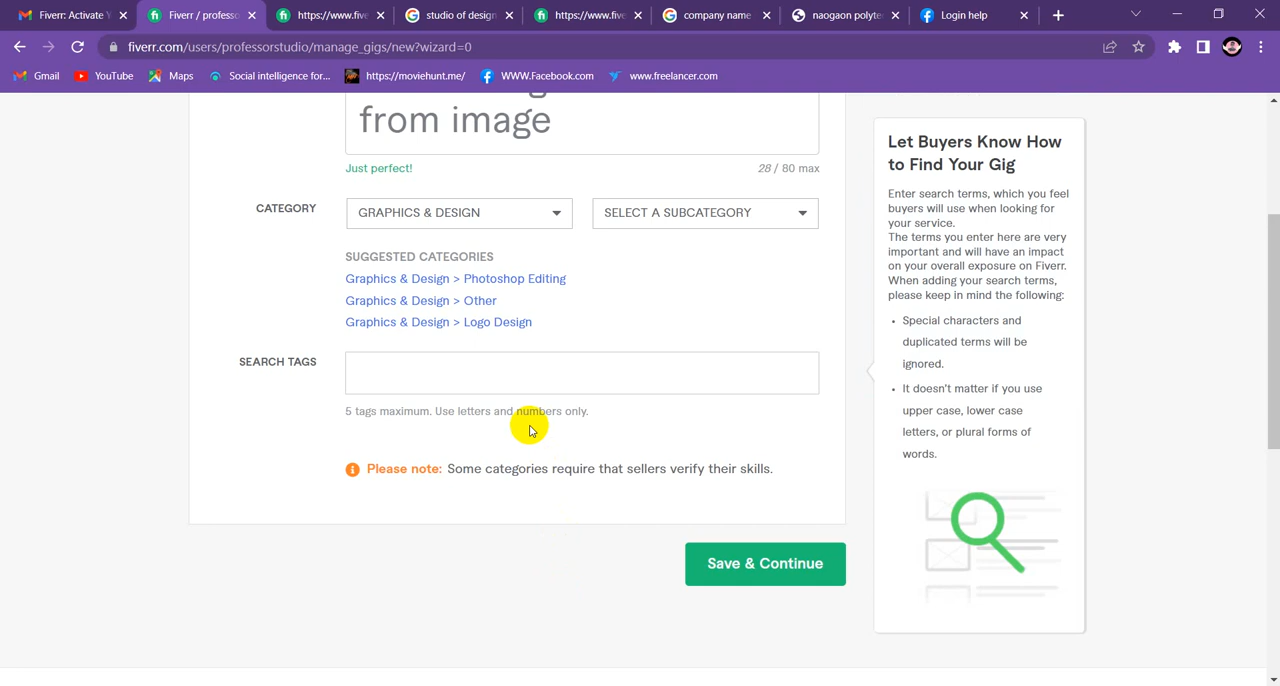 Fiverr: Activate Y
Fiverr / professo
https://www.five
studio of design
https://www.five
company name
naogaon polyte
Login help
fiverr.com/users/professorstudio/manage_gigs/new?wizard=0
Gmail
YouTube
Maps
Social intelligence for...
https://moviehunt.me/
WWW.Facebook.com
www.freelancer.com
from image
Just perfect!
28 / 80 max
CATEGORY
GRAPHICS & DESIGN
SELECT A SUBCATEGORY
SUGGESTED CATEGORIES
Graphics & Design > Photoshop Editing
Graphics & Design > Other
Graphics & Design > Logo Design
SEARCH TAGS
5 tags maximum. Use letters and numbers only.
Please note: Some categories require that sellers verify their skills.
Save & Continue
Let Buyers Know How
to Find Your Gig
Enter search terms, which you feel
buyers will use when looking for
your service.
The terms you enter here are very
important and will have an impact
on your overall exposure on Fiverr.
When adding your search terms,
please keep in mind the following:
• Special characters and
duplicated terms will be
ignored.
• It doesn't matter if you use
upper case, lower case
letters, or plural forms of
words.